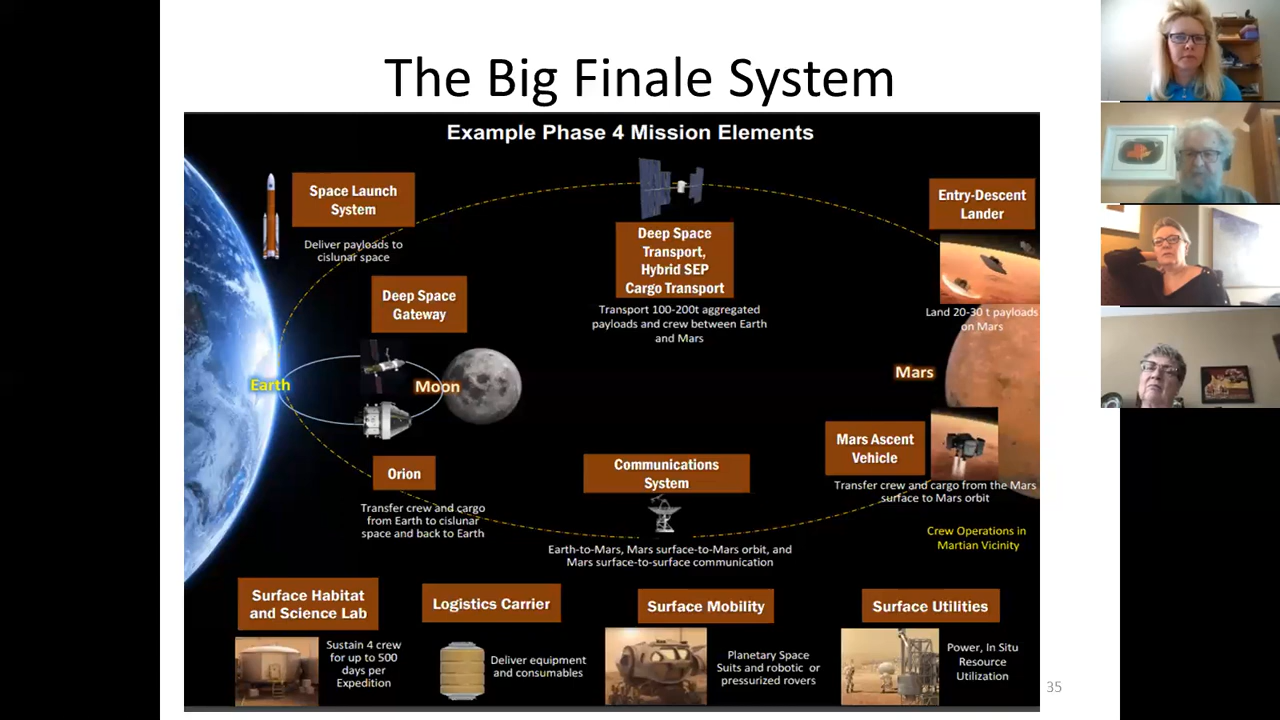 The Big Finale System
Example Phase 4 Mission Elements
Space Launch
System
Deliver payloads to
cislunar space
Deep Space
Gateway
Earth
Moon
Orion
Transfer crew and cargo
from Earth to cislunar
space and back to Earth
Deep Space
Transport,
Hybrid SEP
Cargo Transport
Transport 100-200t aggregated
payloads and crew between Earth
and Mars
Communications
System
Earth-to-Mars, Mars surface-to-Mars orbit, and
Mars surface-to-surface communication
Entry-Descent
Lander
Land 20-30 t payloads
on Mars
Mars
Mars Ascent
Vehicle
Transfer crew and cargo from the Mars
surface to Mars orbit
Crew Operations in
Martian Vicinity
Surface Habitat
and Science Lab
Sustain 4 crew
for up to 500
days per
Expedition
Logistics Carrier
Deliver equipment
and consumables
Surface Mobility
Planetary Space
Suits and robotic or
pressurized rovers
Surface Utilities
Power, In Situ
Resource
Utilization
35